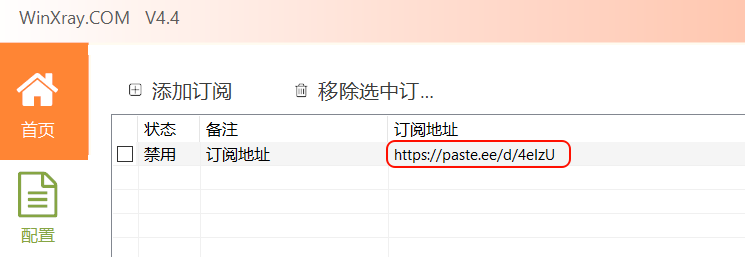 WinXray.COM V4.4
添加订阅 移除选中订...
首页
状态 备注 订阅地址
禁用 订阅地址 https://paste.ee/d/4elzU
配置